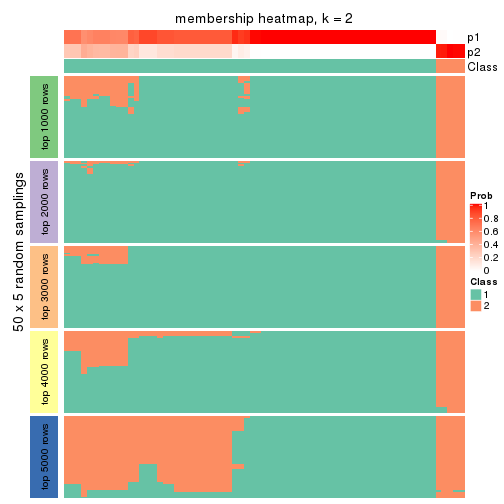 membership heatmap, k = 2
p1
p2
Class
50 x 5 random samplings
top 1000 rows
top 2000 rows
top 3000 rows
top 4000 rows
top 5000 rows
Prob
1
0.8
0.6
0.4
0.2
0
Class
1
2